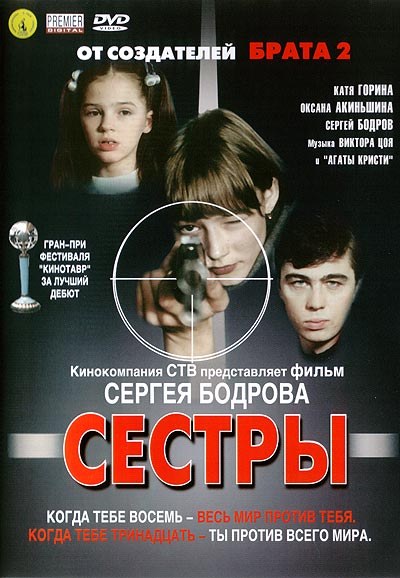 PREMIER
DIGITAL
DVD
VIDEO
ОТ СОЗДАТЕЛЕЙ БРАТА 2
КАТЯ ГОРИНА
ОКСАНА АКИНЬШИНА
СЕРГЕЙ БОДРОВ
Музыка ВИКТОРА ЦОЯ
и "АГАТЫ КРИСТИ"
ГРАН-ПРИ
ФЕСТИВАЛЯ
"КИНОТАВР"
ЗА ЛУЧШИЙ
ДЕБЮТ
Кинокомпания СТВ представляет фильм
СЕРГЕЯ БОДРОВА
СЕСТРЫ
КОГДА ТЕБЕ ВОСЕМЬ – ВЕСЬ МИР ПРОТИВ ТЕБЯ.
КОГДА ТЕБЕ ТРИНАДЦАТЬ – ТЫ ПРОТИВ ВСЕГО МИРА.